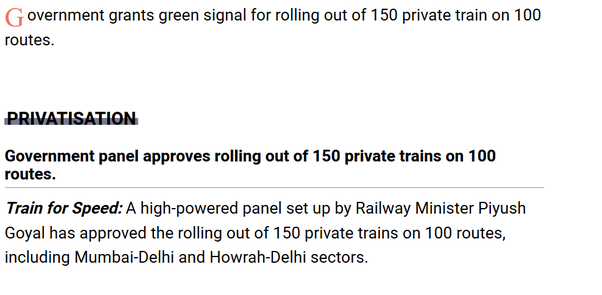 Government grants green signal for rolling out of 150 private train on 100
routes.
PRIVATISATION
Government panel approves rolling out of 150 private trains on 100
routes.
Train for Speed: A high-powered panel set up by Railway Minister Piyush
Goyal has approved the rolling out of 150 private trains on 100 routes,
including Mumbai-Delhi and Howrah-Delhi sectors.